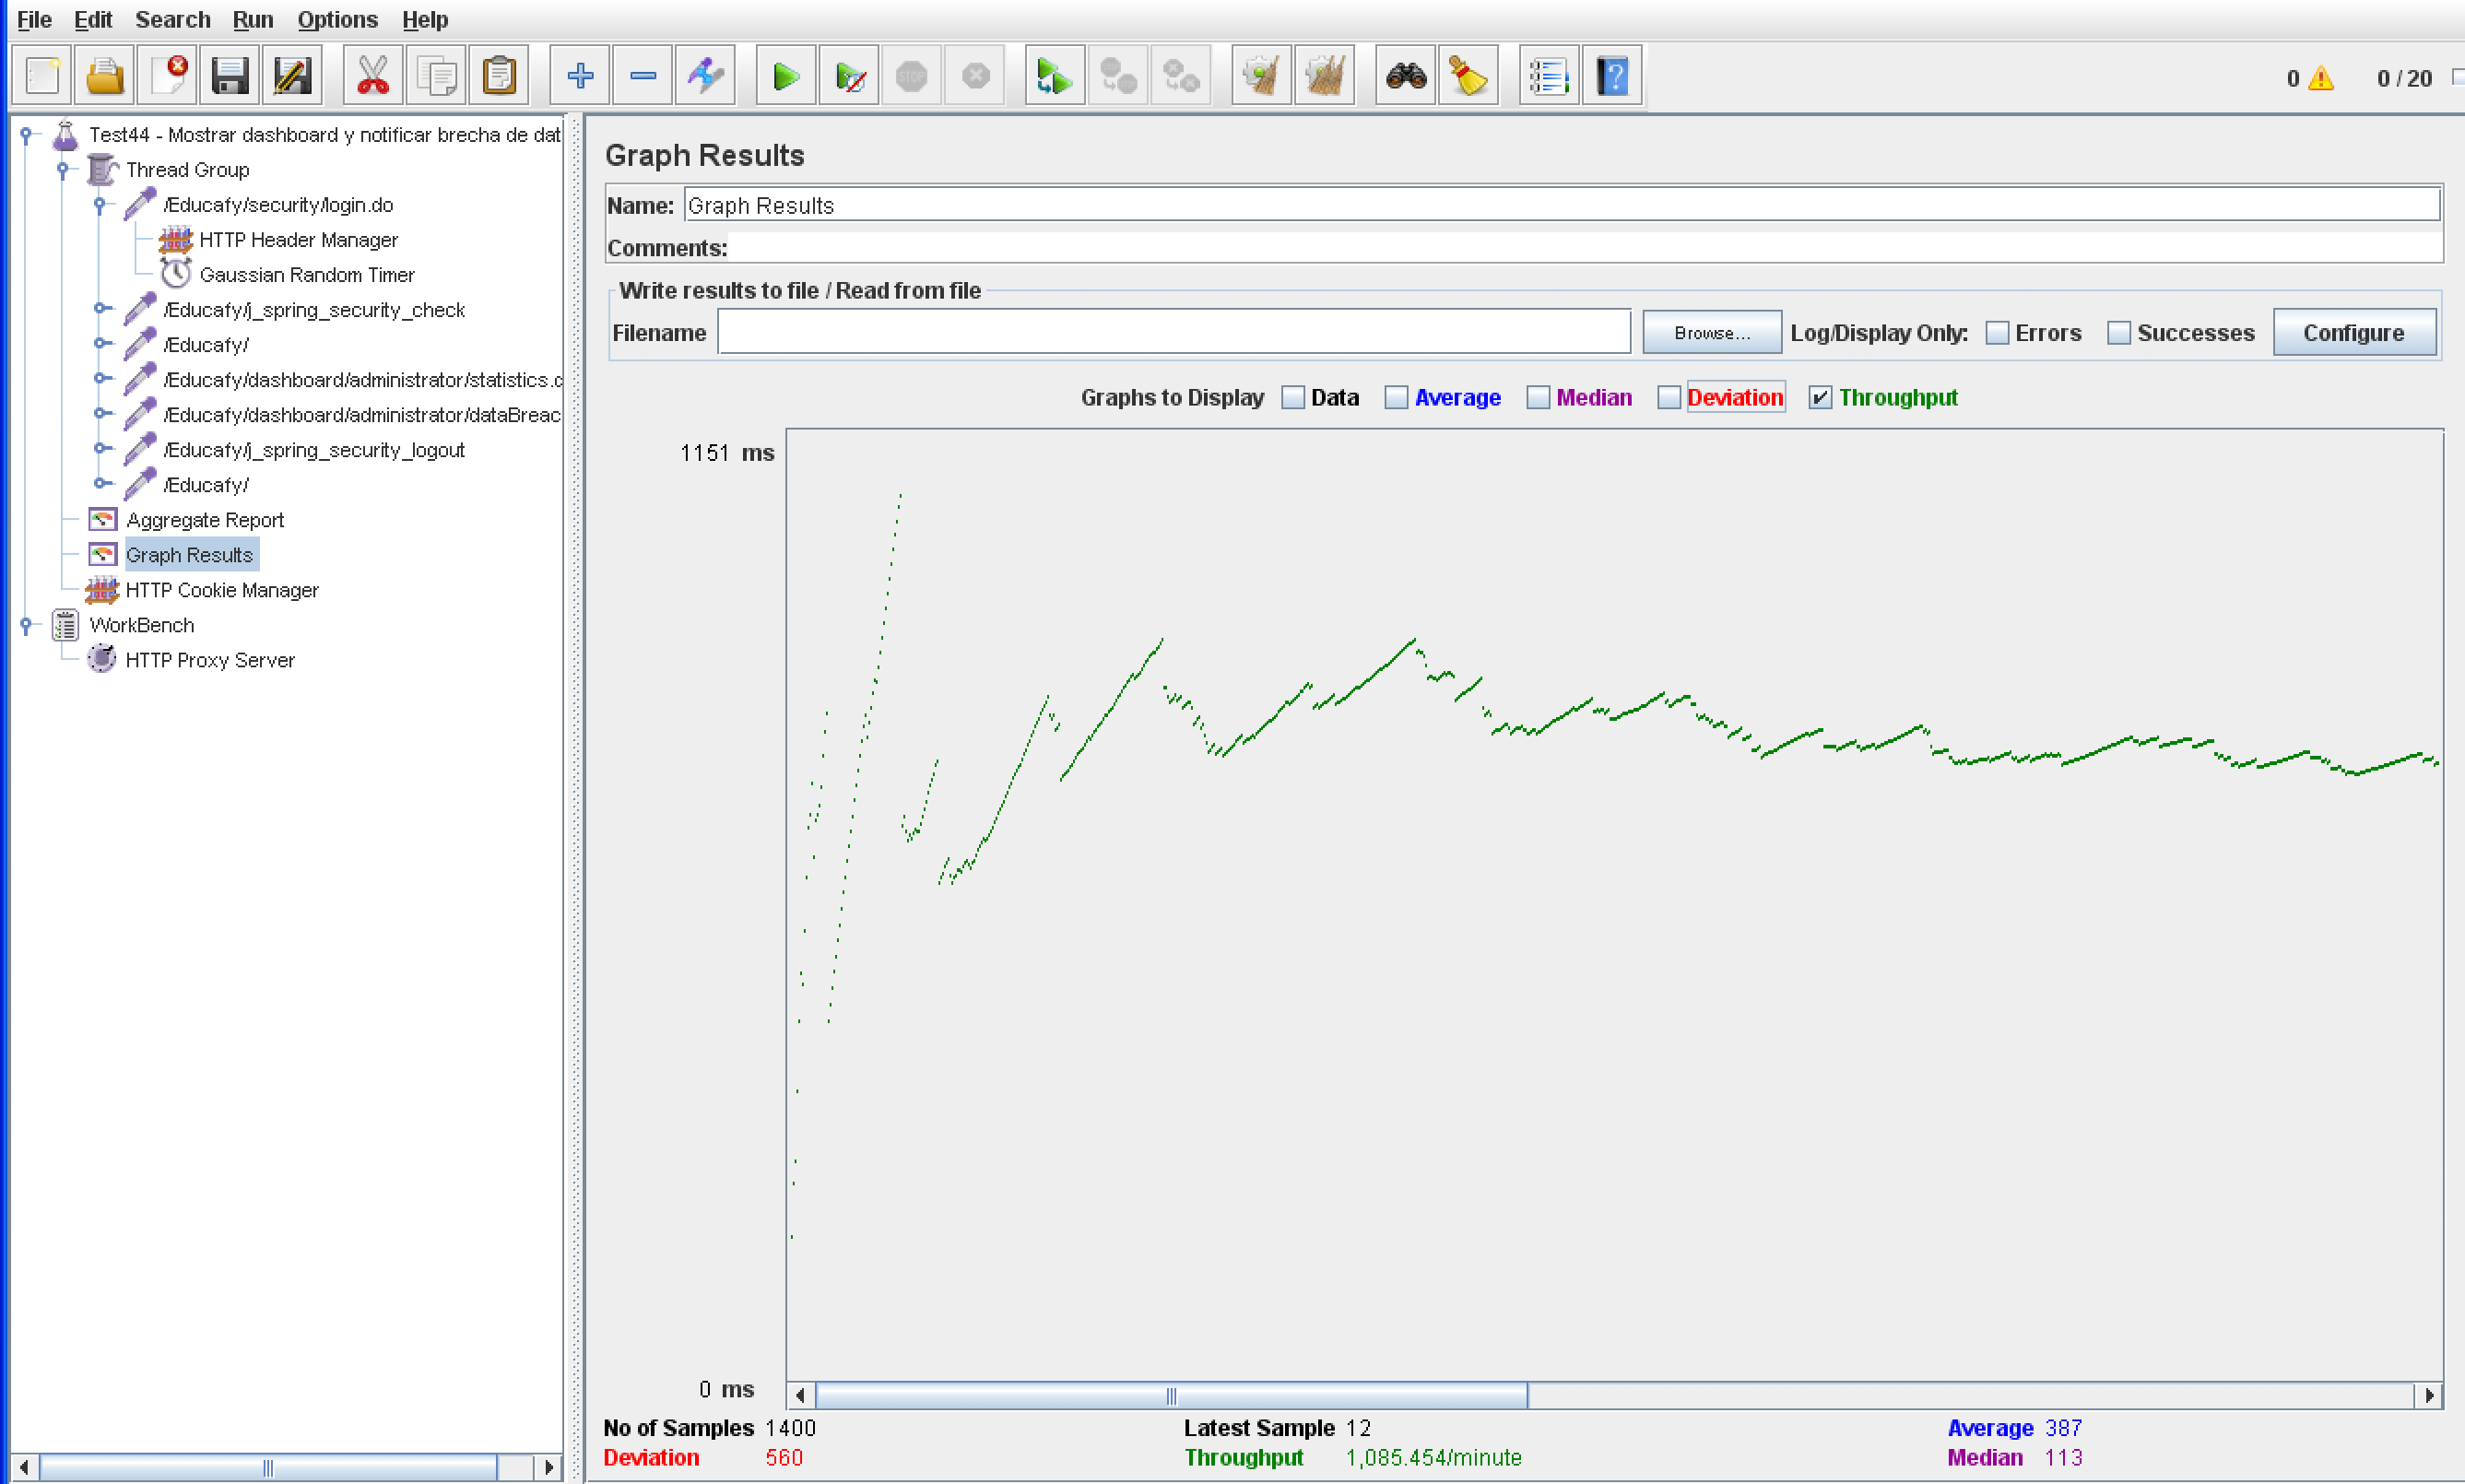 File Edit Search Run Options Help
STOP
0 0 / 20
Test44 - Mostrar dashboard y notificar brecha de dat
Thread Group
/Educafy/security/login.do
HTTP Header Manager
Gaussian Random Timer
/Educafy/j_spring_security_check
/Educafy/
/Educafy/dashboard/administrator/statistics.c
/Educafy/dashboard/administrator/dataBreac
/Educafy/j_spring_security_logout
/Educafy/
Aggregate Report
Graph Results
HTTP Cookie Manager
WorkBench
HTTP Proxy Server
Graph Results
Name: Graph Results
Comments:
Write results to file / Read from file
Filename Browse... Log/Display Only: Errors Successes Configure
Graphs to Display Data Average Median Deviation Throughput
1151 ms
0 ms
No of Samples 1400 Latest Sample 12 Average 387
Deviation 560 Throughput 1,085.454/minute Median 113